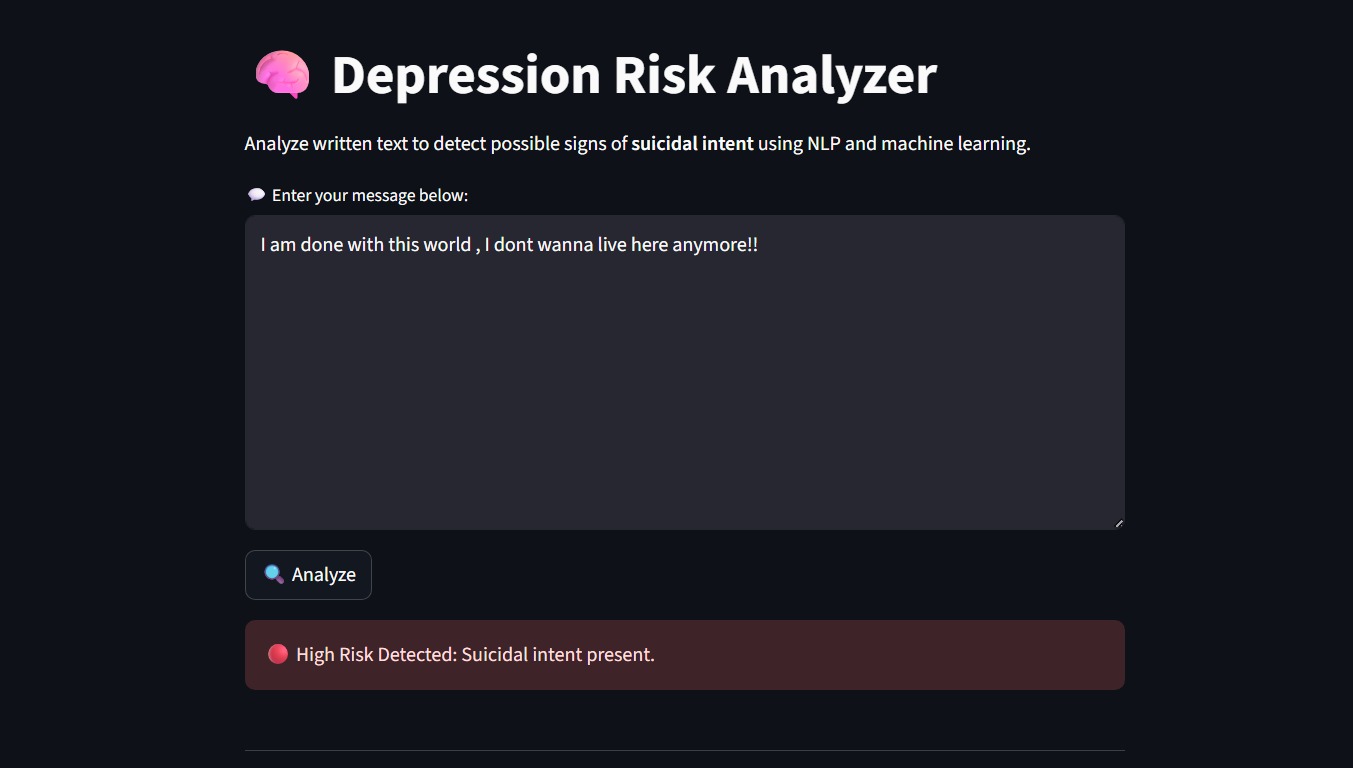 Depression Risk Analyzer
Analyze written text to detect possible signs of suicidal intent using NLP and machine learning.
Enter your message below:
I am done with this world , I dont wanna live here anymore!!
Analyze
High Risk Detected: Suicidal intent present.